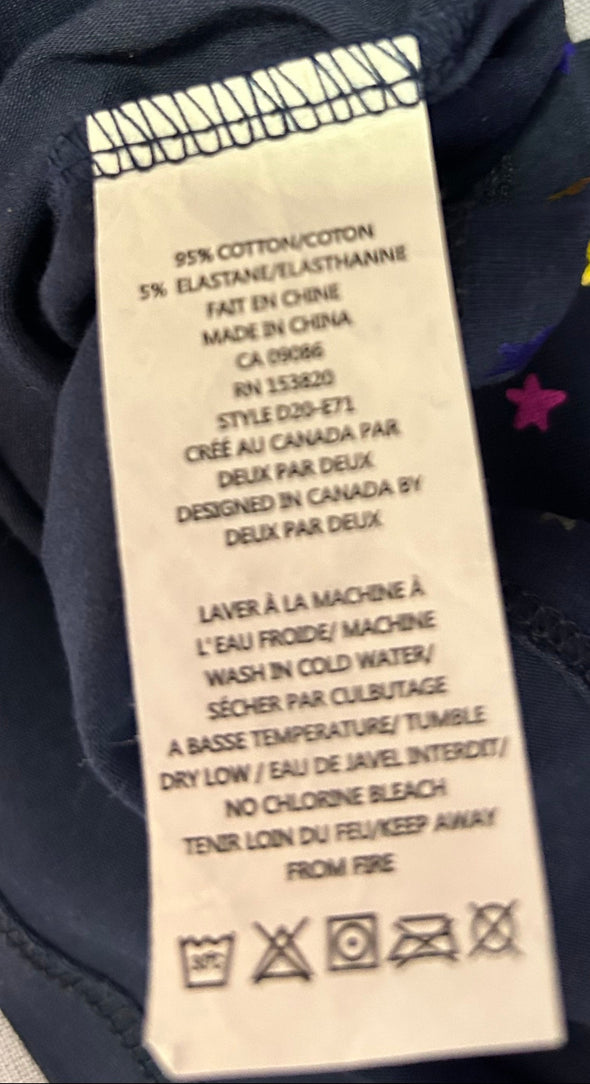 95% COTTON/COTON
5% ELASTANE/ELASTHANNE
FAIT EN CHINE
MADE IN CHINA
CA 09086
RN 153820
STYLE D20-E71
CRÉÉ AU CANADA PAR
DEUX PAR DEUX
DESIGNED IN CANADA BY
DEUX PAR DEUX
LAVER À LA MACHINE À
L'EAU FROIDE/ MACHINE
WASH IN COLD WATER/
SÉCHER PAR CULBUTAGE
A BASSE TEMPERATURE/ TUMBLE
DRY LOW / EAU DE JAVEL INTERDIT/
NO CHLORINE BLEACH
TENIR LOIN DU FEU/KEEP AWAY
FROM FIRE
30°C